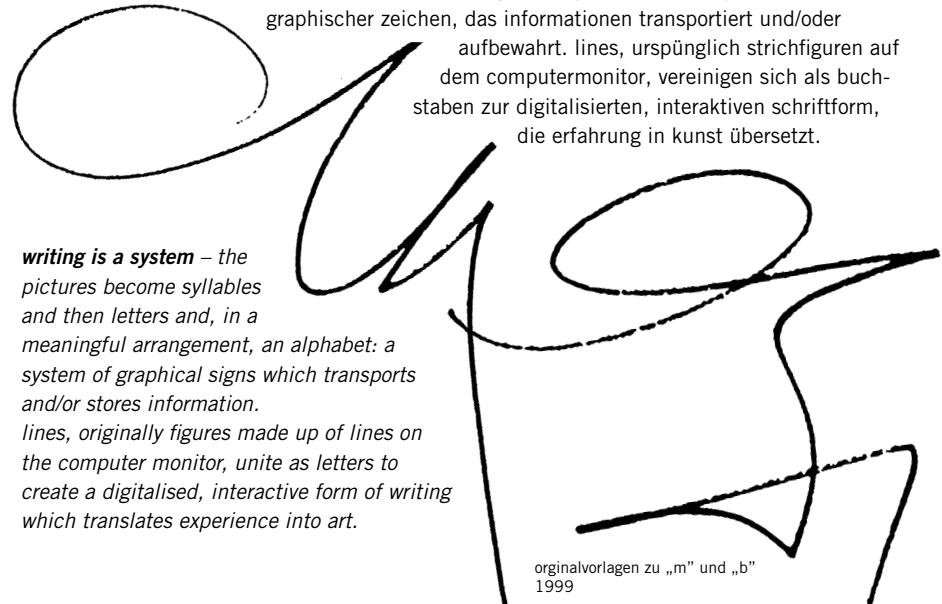 graphischer zeichen, das informationen transportiert und/oder
aufbewahrt. lines, urspünglich strichfiguren auf
dem computermonitor, vereinigen sich als buch-
staben zur digitalisierten, interaktiven schriftform,
die erfahrung in kunst übersetzt.
writing is a system – the
pictures become syllables
and then letters and, in a
meaningful arrangement, an alphabet: a
system of graphical signs which transports
and/or stores information.
lines, originally figures made up of lines on
the computer monitor, unite as letters to
create a digitalised, interactive form of writing
which translates experience into art.
orginalvorlagen zu „m” und „b”
1999